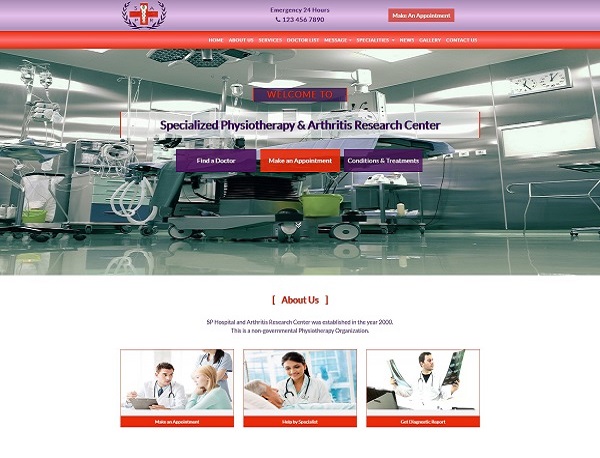 Emergency 24 Hours
123 456 7890
Make An Appointment
HOME ABOUT US SERVICES DOCTOR LIST MESSAGE SPECIALITIES NEWS GALLERY CONTACT US
WELCOME TO
Specialized Physiotherapy & Arthritis Research Center
Find a Doctor Make an Appointment Conditions & Treatments
[ About Us ]
SP Hospital and Arthritis Research Center was established in the year 2000.
This is a non-governmental Physiotherapy Organization.
Make an Appointment Help by Specialist Get Diagnostic Report